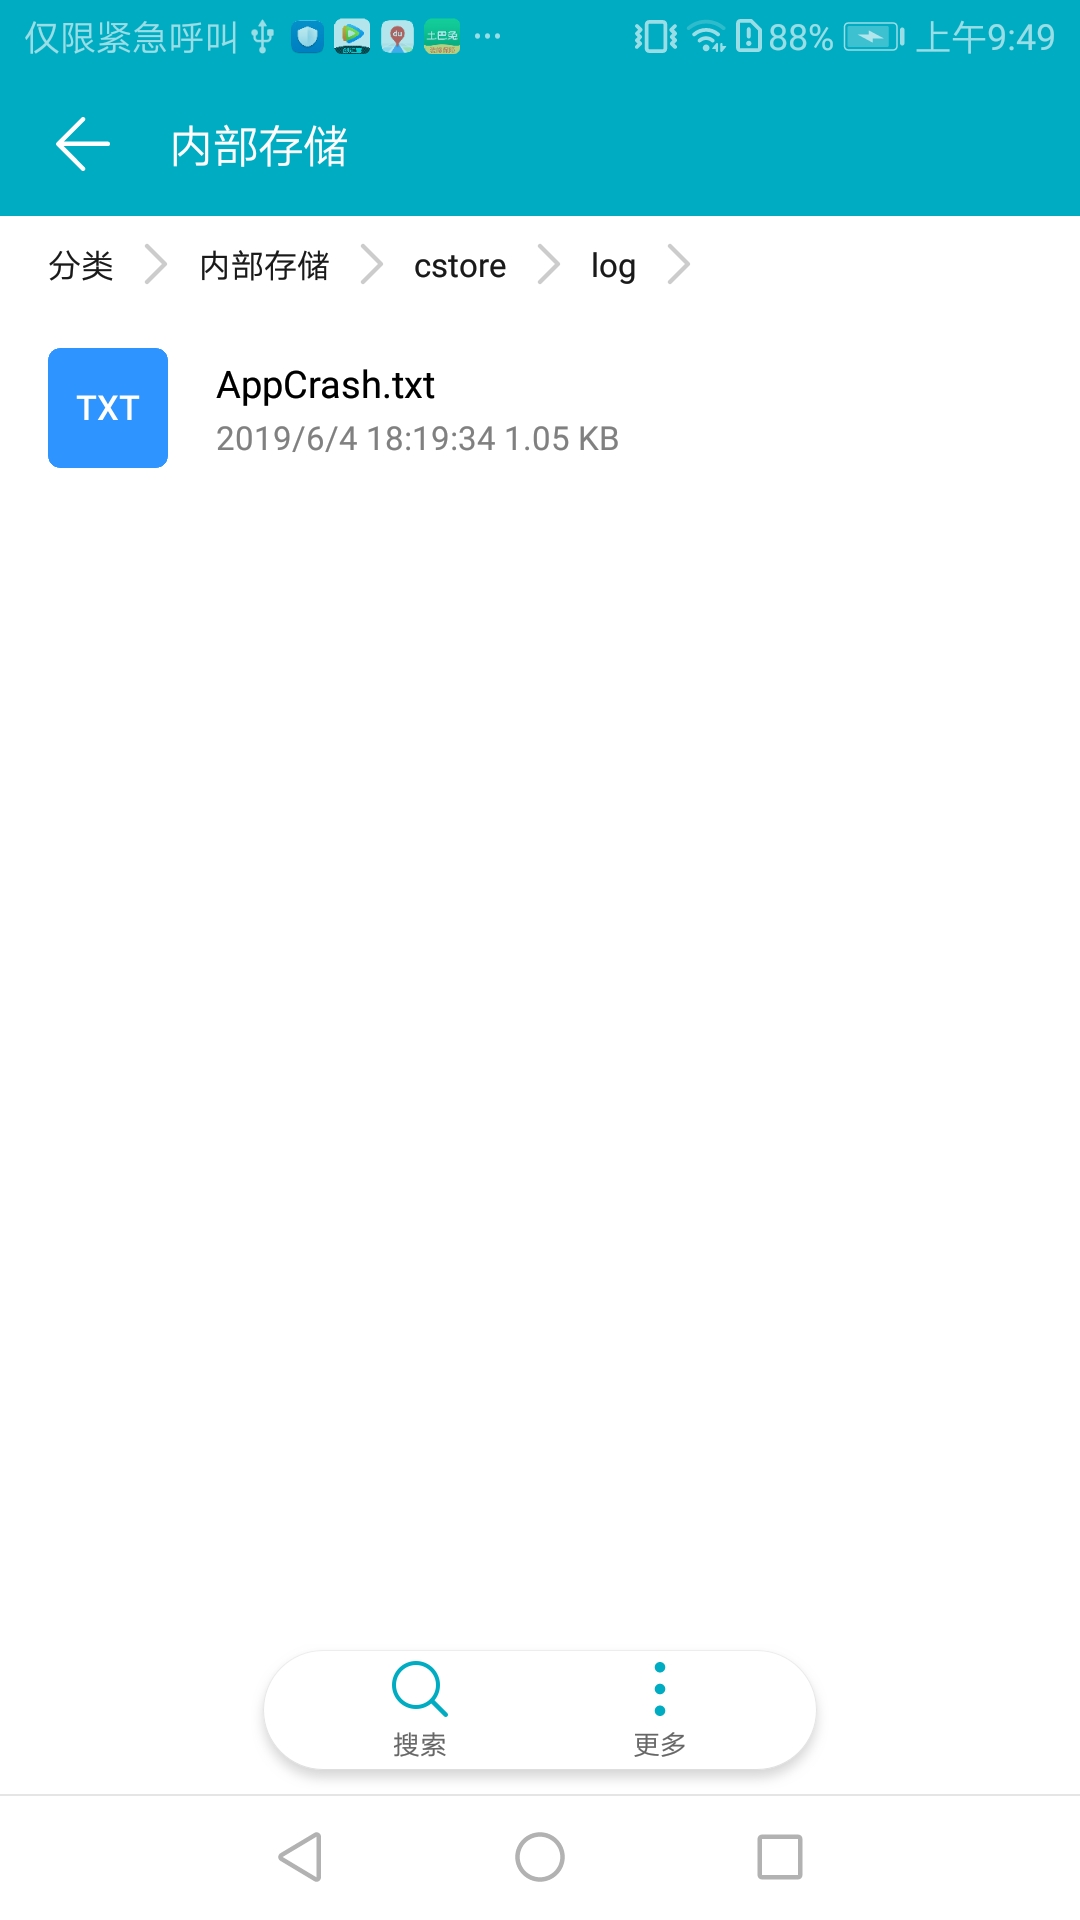 仅限紧急呼叫 88% 上午9:49
内部存储
分类 内部存储 cstore log
TXT
AppCrash.txt
2019/6/4 18:19:34 1.05 KB
搜索 更多